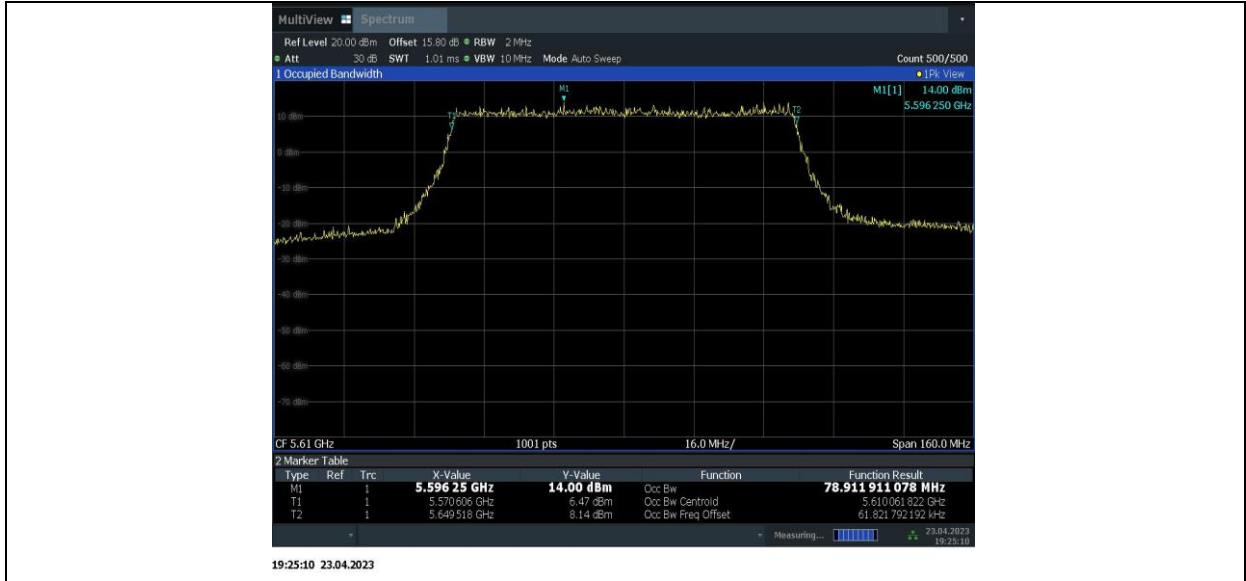 MultiView Spectrum
Ref Level 20.00 dBm Offset 15.80 dB RBW 2 MHz
Att 30 dB SWT 1.01 ms VBW 10 MHz Mode Auto Sweep Count 500/500
1 Occupied Bandwidth 1Pk View
M1[1] 14.00 dBm
5.596 250 GHz
M1
T1
T2
10 dBm
0 dBm
-10 dBm
-20 dBm
-30 dBm
-40 dBm
-50 dBm
-60 dBm
-70 dBm
CF 5.61 GHz 1001 pts 16.0 MHz/ Span 160.0 MHz
2 Marker Table
Type Ref Trc X-Value Y-Value Function Function Result
M1 1 5.596 25 GHz 14.00 dBm Occ Bw 78.911 911 078 MHz
T1 1 5.570 606 GHz 6.47 dBm Occ Bw Centroid 5.610 061 822 GHz
T2 1 5.649 518 GHz 8.14 dBm Occ Bw Freq Offset 61.821 792 192 kHz
Measuring... 23.04.2023
19:25:10
19:25:10 23.04.2023